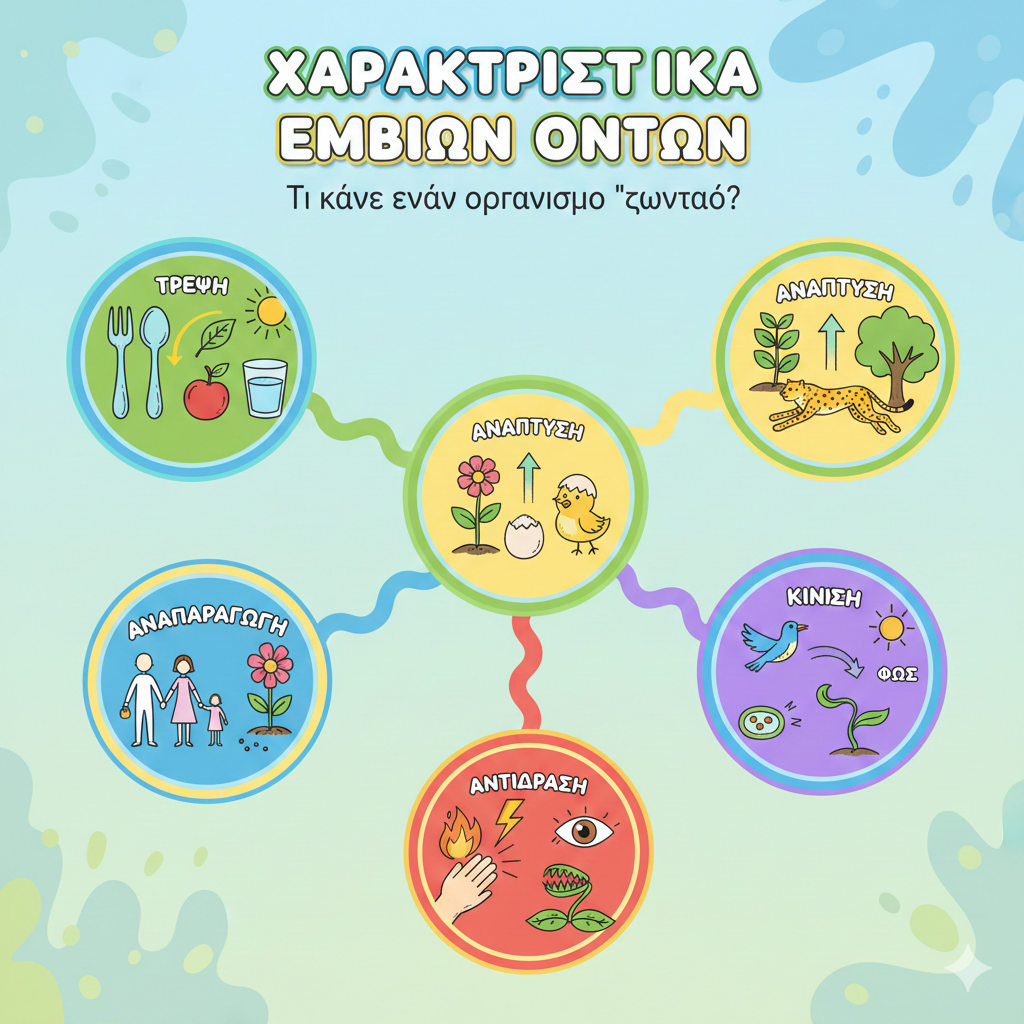 ΧΑΡΑΚΤΡΙΣΤ ΙΚΑ
ΕΜΒΙΩΝ ΟΝΤΩΝ
Τι κάνε ενάν οργανισμο "ζωνταό?
ΤΡΕΨΗ
ΑΝΑΠΤΥΣΗ
ΑΝΑΠΤΥΣΗ
ΑΝΑΠΑΡΑΓΩΓΗ
ΚΙΝΙΣΗ
ΦΩΣ
ΑΝΤΙΔΡΑΣΗ